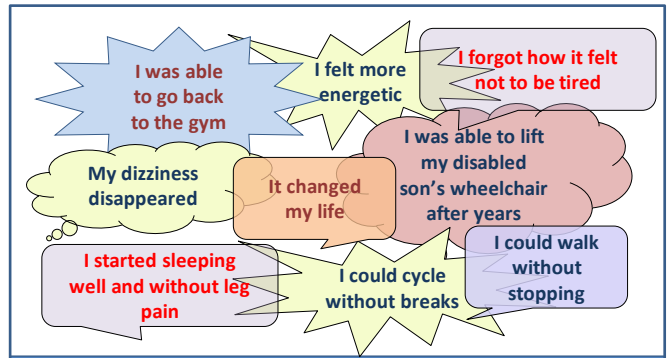 I was able
to go back
to the gym
I felt more
energetic
I forgot how it felt
not to be tired
My dizziness
disappeared
It changed
my life
I was able to lift
my disabled
son's wheelchair
after years
I started sleeping
well and without leg
pain
I could cycle
without breaks
I could walk
without
stopping